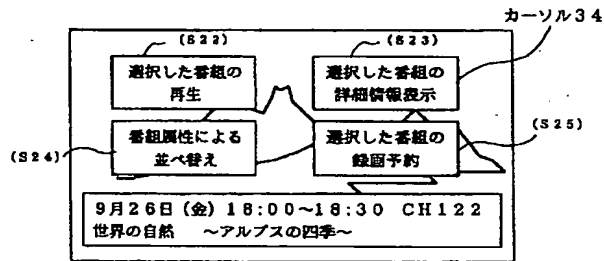 カーソル34
(S22)
(S23)
選択した番組の
再生
選択した番組の
詳細情報表示
(S24)
番組属性による
並べ替え
選択した番組の
録画予約
(S25)
9月26日(金)18:00~18:30 CH122
世界の自然 ~アルプスの四季~